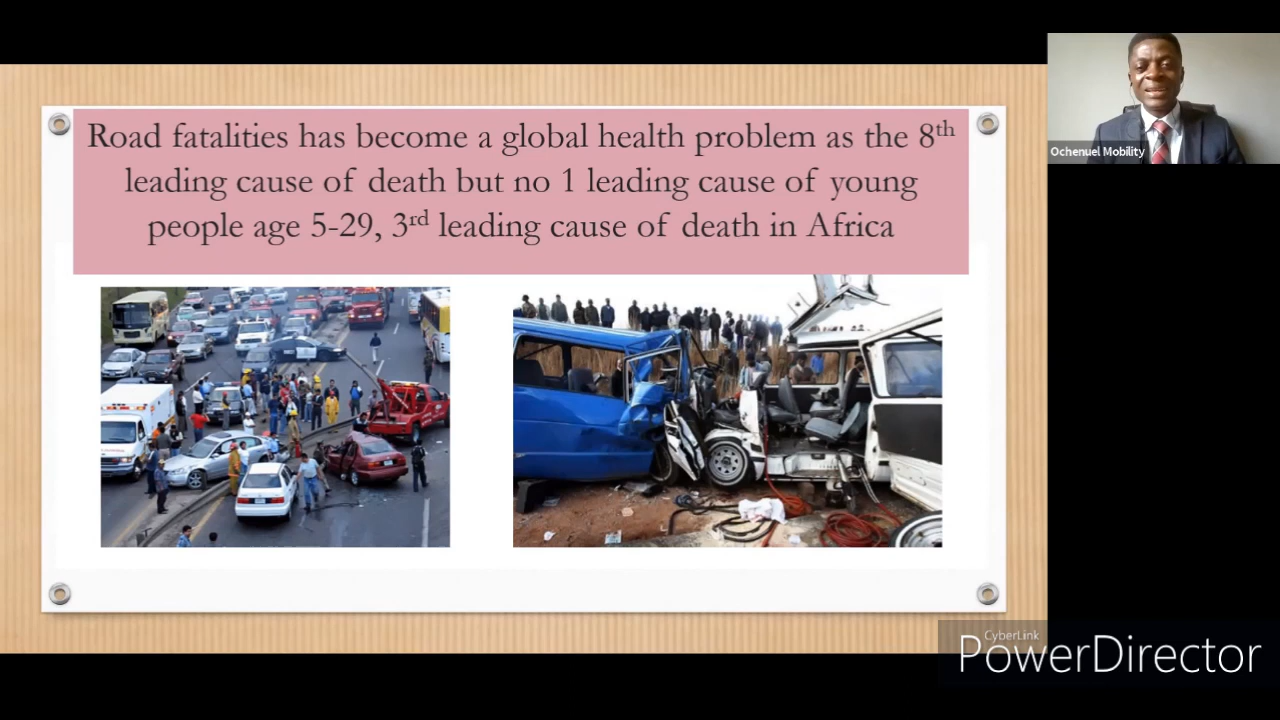 Road fatalities has become a global health problem as the 8th
leading cause of death but no 1 leading cause of young
people age 5-29, 3rd leading cause of death in Africa
Ochenuel Mobility
CyberLink
PowerDirector